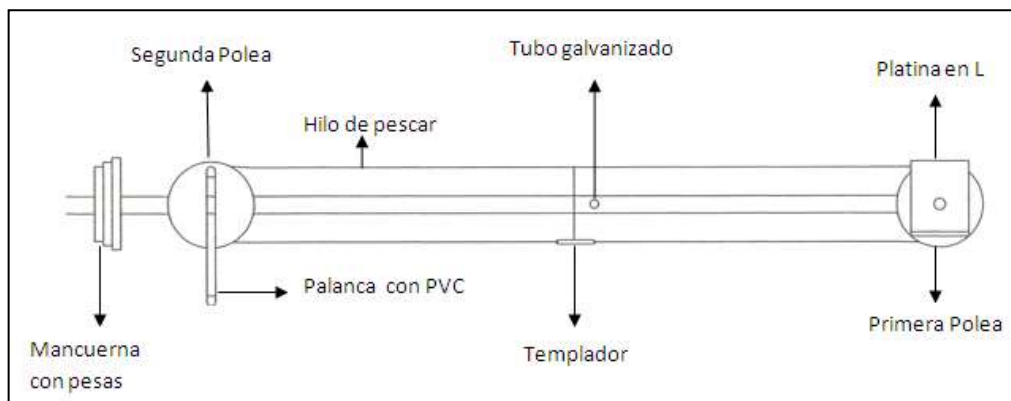 Segunda Polea
Tubo galvanizado
Platina en L
Hilo de pescar
Palanca con PVC
Primera Polea
Mancuerna
con pesas
Templador